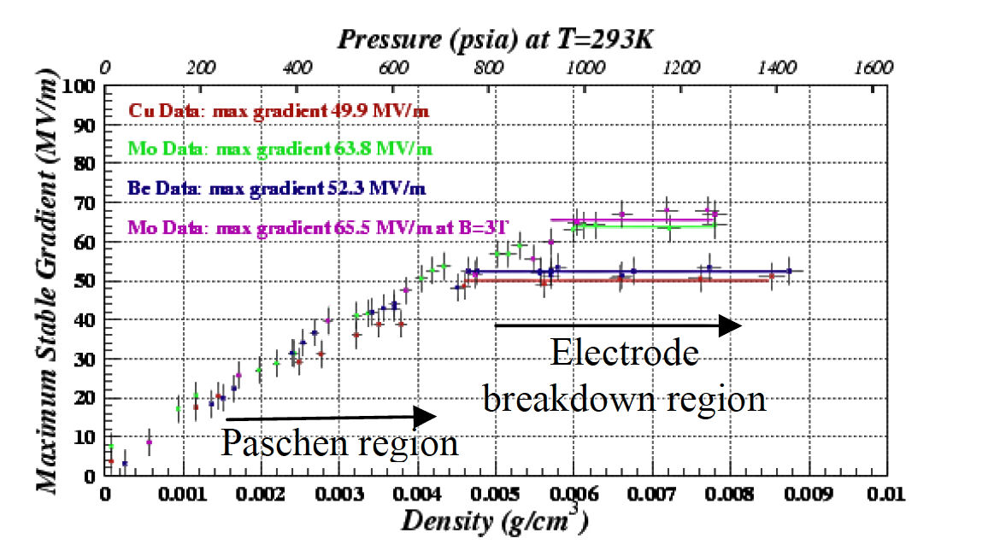 Pressure (psia) at T=293K
0 200 400 600 800 1000 1200 1400 1600
Maximum Stable Gradient (MV/m)
100
90
80
70
60
50
40
30
20
10
0
Cu Data: max gradient 49.9 MV/m
Mo Data: max gradient 63.8 MV/m
Be Data: max gradient 52.3 MV/m
Mo Data: max gradient 65.5 MV/m at B=3T
Electrode
breakdown region
Paschen region
0 0.001 0.002 0.003 0.004 0.005 0.006 0.007 0.008 0.009 0.01
Density (g/cm³)